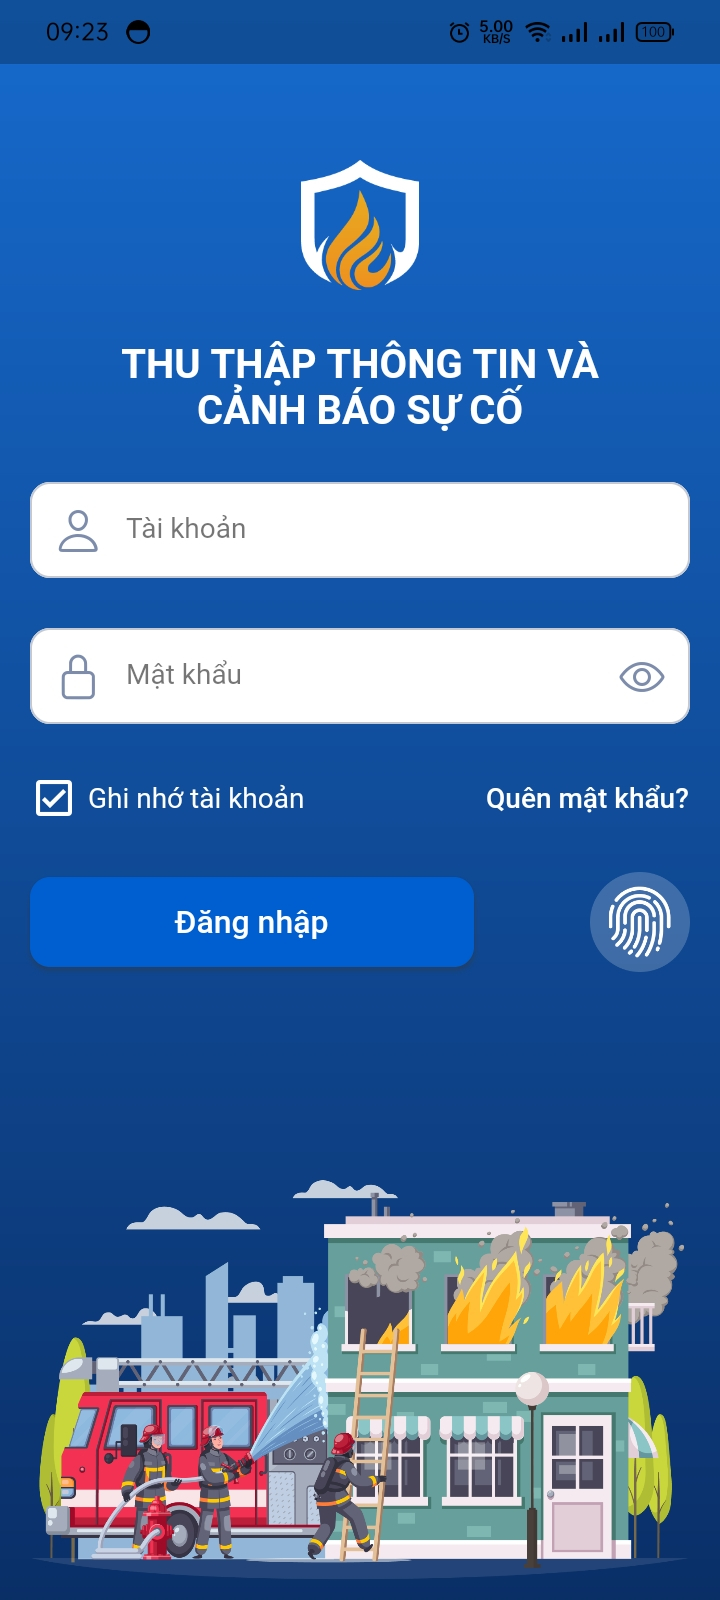 09:23 5.00 KB/S 100
THU THẬP THÔNG TIN VÀ
CẢNH BÁO SỰ CỐ
Tài khoản
Mật khẩu
Ghi nhớ tài khoản Quên mật khẩu?
Đăng nhập